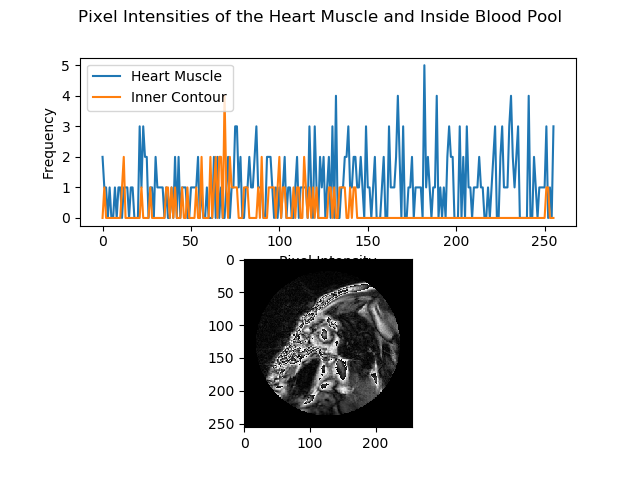 Pixel Intensities of the Heart Muscle and Inside Blood Pool
5
4
3
2
1
0
Frequency
Heart Muscle
Inner Contour
0 50 100 150 200 250
Pixel Intensity
0
50
100
150
200
250
0 100 200